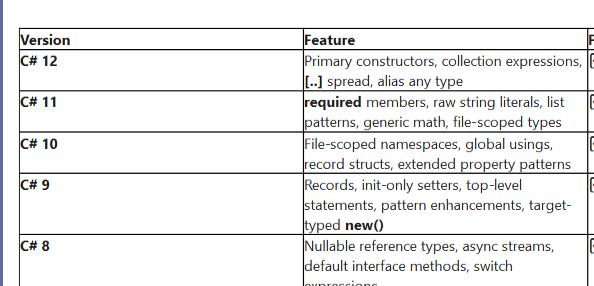 Version
Feature
C# 12
Primary constructors, collection expressions,
[..] spread, alias any type
C# 11
required members, raw string literals, list
patterns, generic math, file-scoped types
C# 10
File-scoped namespaces, global usings,
record structs, extended property patterns
C# 9
Records, init-only setters, top-level
statements, pattern enhancements, target-
typed new()
C# 8
Nullable reference types, async streams,
default interface methods, switch
expressions